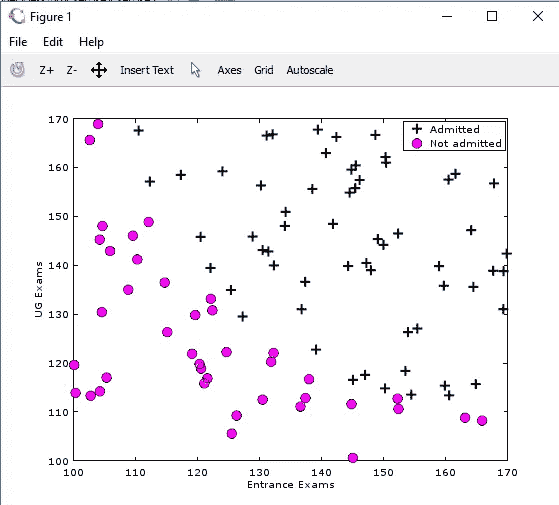 Figure 1
File Edit Help
Z+ Z- Insert Text Axes Grid Autoscale
170
Admitted
Not admitted
160
150
140
UG Exams
130
120
110
100
100 110 120 130 140 150 160 170
Entrance Exams